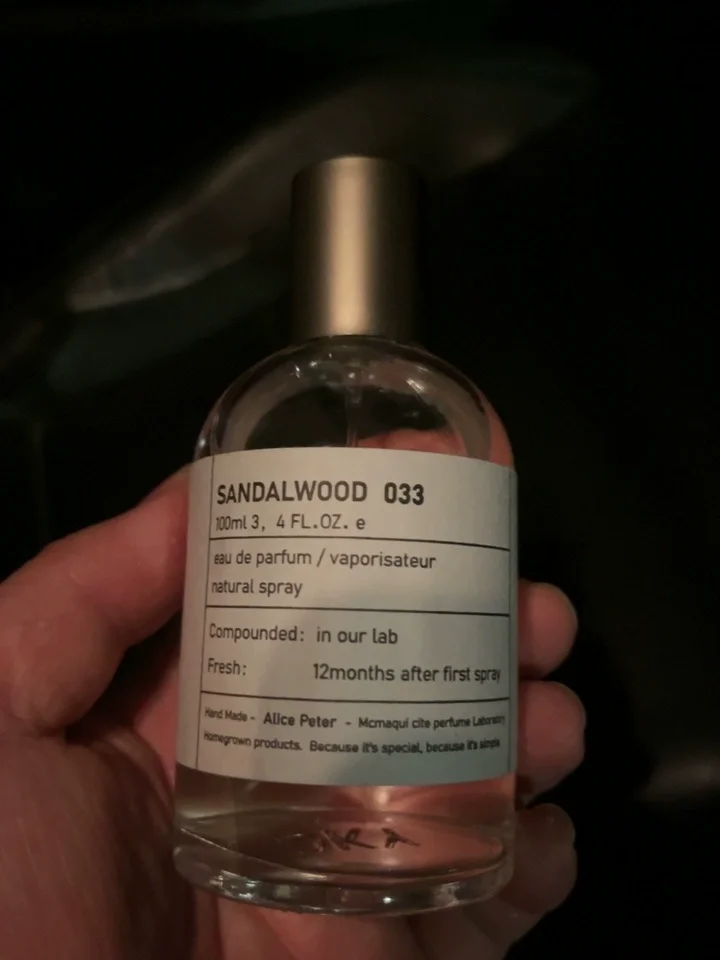 SANDALWOOD 033
100ml 3, 4 FL.OZ. e
eau de parfum / vaporisateur
natural spray
Compounded: in our lab
Fresh: 12months after first spray
Hand Made - Alice Peter - Mcmaqui cite perfume Laboratory
Homegrown products. Because it's special, because it's simple